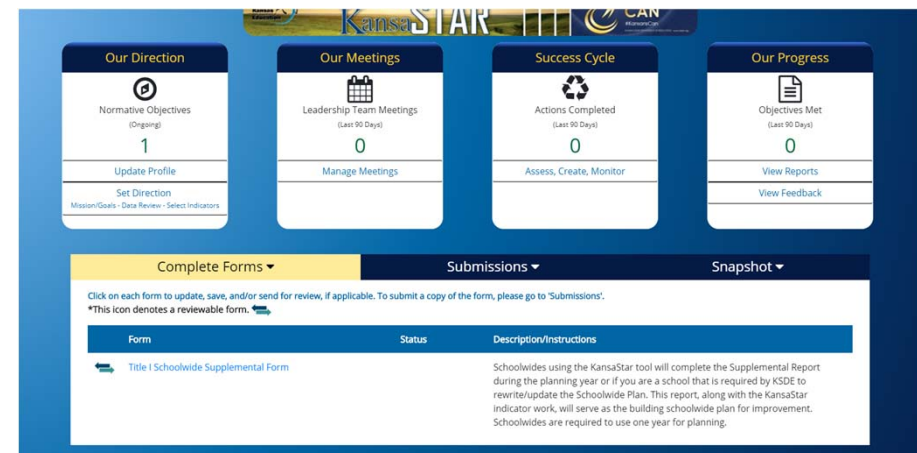 Kansas
Education
KansaSTAR
CAN
#KansansCan
Our Direction
Normative Objectives
(Ongoing)
1
Update Profile
Set Direction
Mission/Goals - Data Review - Select Indicators
Our Meetings
Leadership Team Meetings
(Last 90 Days)
0
Manage Meetings
Success Cycle
Actions Completed
(Last 90 Days)
0
Assess, Create, Monitor
Our Progress
Objectives Met
(Last 90 Days)
0
View Reports
View Feedback
Complete Forms
Submissions
Snapshot
Click on each form to update, save, and/or send for review, if applicable. To submit a copy of the form, please go to 'Submissions'.
*This icon denotes a reviewable form.
Form Status Description/Instructions
Title I Schoolwide Supplemental Form
Schoolwides using the KansaStar tool will complete the Supplemental Report
during the planning year or if you are a school that is required by KSDE to
rewrite/update the Schoolwide Plan. This report, along with the KansaStar
indicator work, will serve as the building schoolwide plan for improvement.
Schoolwides are required to use one year for planning.